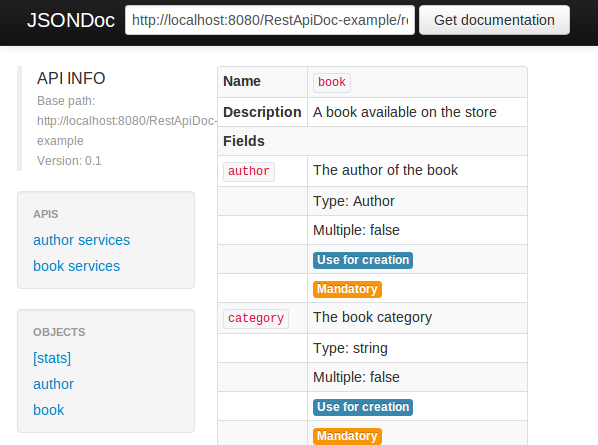 JSONDoc http://localhost:8080/RestApiDoc-example/re Get documentation
API INFO
Base path:
http://localhost:8080/RestApiDoc-
example
Version: 0.1
APIS
author services
book services
OBJECTS
[stats]
author
book
Name book
Description A book available on the store
Fields
author The author of the book
Type: Author
Multiple: false
Use for creation
Mandatory
category The book category
Type: string
Multiple: false
Use for creation
Mandatory